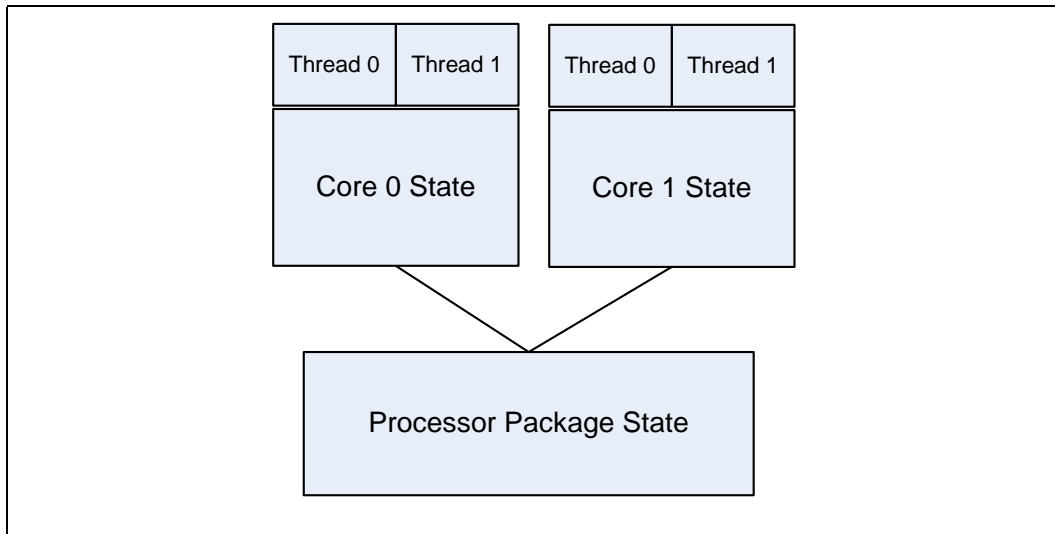 Thread 0 Thread 1 Thread 0 Thread 1
Core 0 State Core 1 State
Processor Package State